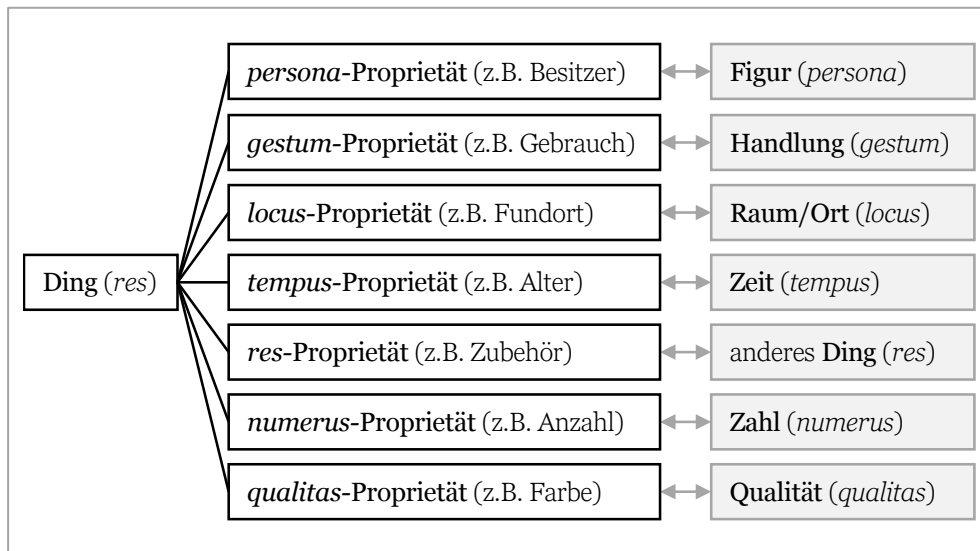 persona-Proprietät (z.B. Besitzer)
Figur (persona)
gestum-Proprietät (z.B. Gebrauch)
Handlung (gestum)
locus-Proprietät (z.B. Fundort)
Raum/Ort (locus)
Ding (res)
tempus-Proprietät (z.B. Alter)
Zeit (tempus)
res-Proprietät (z.B. Zubehör)
anderes Ding (res)
numerus-Proprietät (z.B. Anzahl)
Zahl (numerus)
qualitas-Proprietät (z.B. Farbe)
Qualität (qualitas)